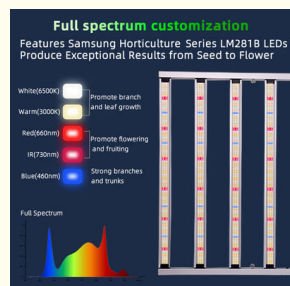 Full spectrum customization
Features Samsung Horticulture Series LM281B LEDs
Produce Exceptional Results from Seed to Flower
White(6500K)
Warm(3000K)
Promote branch
and leaf growth
Red(660nm)
IR(730nm)
Promote flowering
and fruiting
Blue(460nm)
Strong branches
and trunks
Full Spectrum